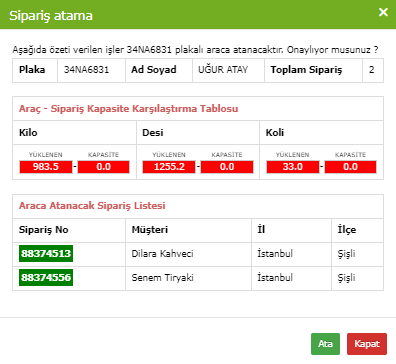 Sipariş atama ×
Aşağıda özeti verilen işler 34NA6831 plakalı araca atanacaktır. Onaylıyor musunuz ?
Plaka 34NA6831 Ad Soyad UĞUR ATAY Toplam Sipariş 2
Araç - Sipariş Kapasite Karşılaştırma Tablosu
Kilo Desi Koli
YÜKLENEN KAPASİTE YÜKLENEN KAPASİTE YÜKLENEN KAPASİTE
983.5 - 0.0 1255.2 - 0.0 33.0 - 0.0
Araca Atanacak Sipariş Listesi
Sipariş No Müşteri İl İlçe
88374513 Dilara Kahveci İstanbul Şişli
88374556 Senem Tiryaki İstanbul Şişli
Ata Kapat